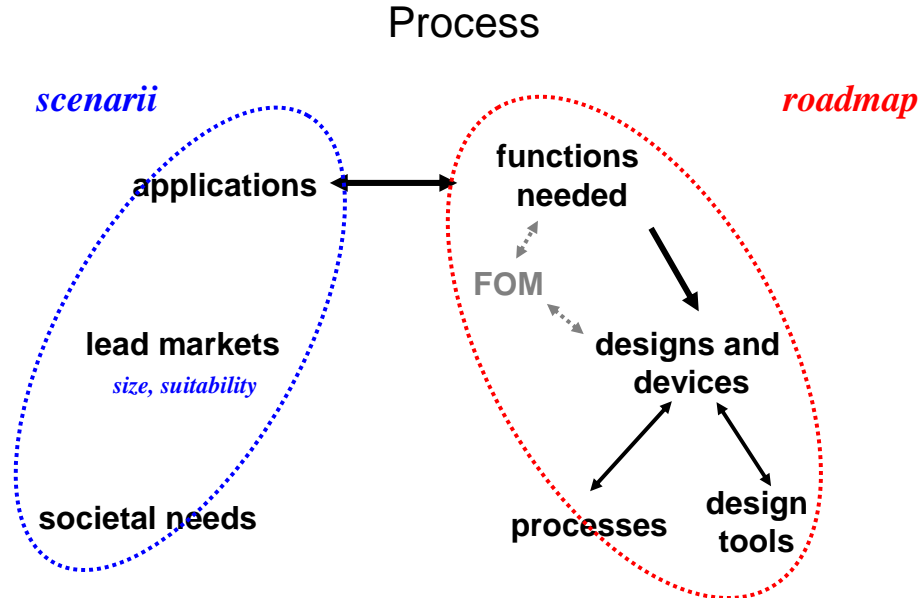 Process
scenarii
roadmap
applications
functions
needed
FOM
lead markets
size, suitability
designs and
devices
societal needs
processes
design
tools